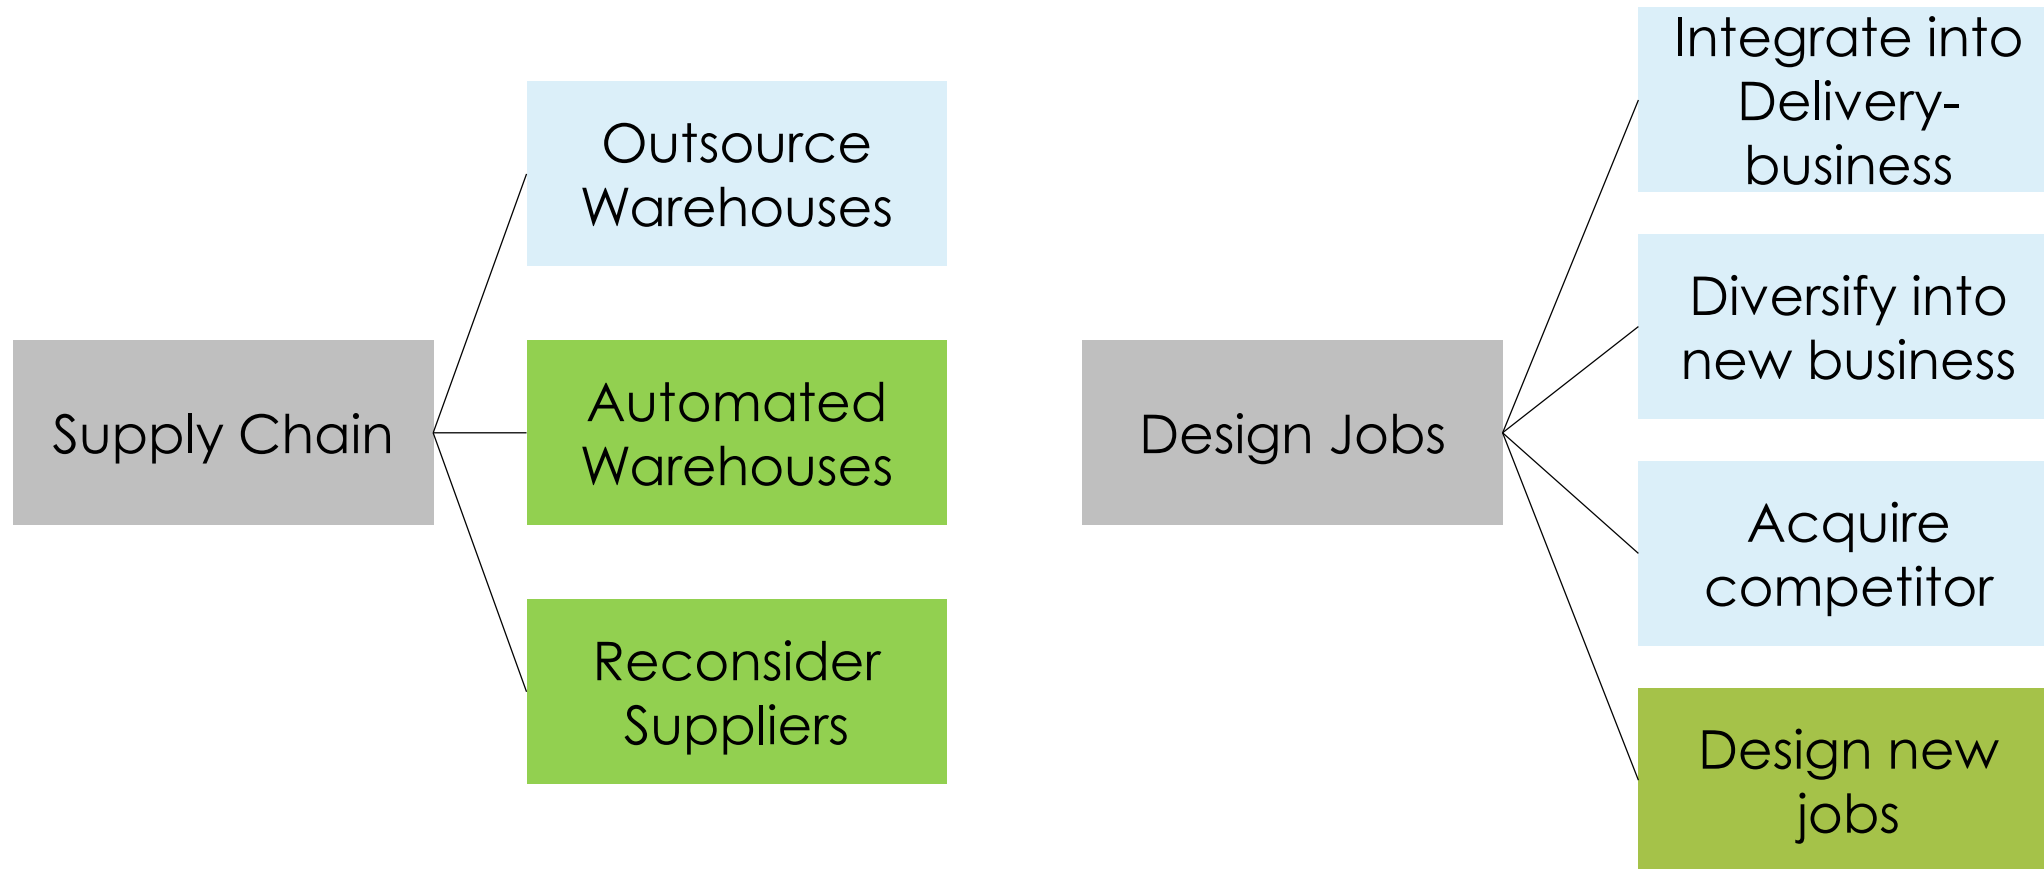 Supply Chain
Outsource
Warehouses
Automated
Warehouses
Reconsider
Suppliers
Design Jobs
Integrate into
Delivery-
business
Diversify into
new business
Acquire
competitor
Design new
jobs